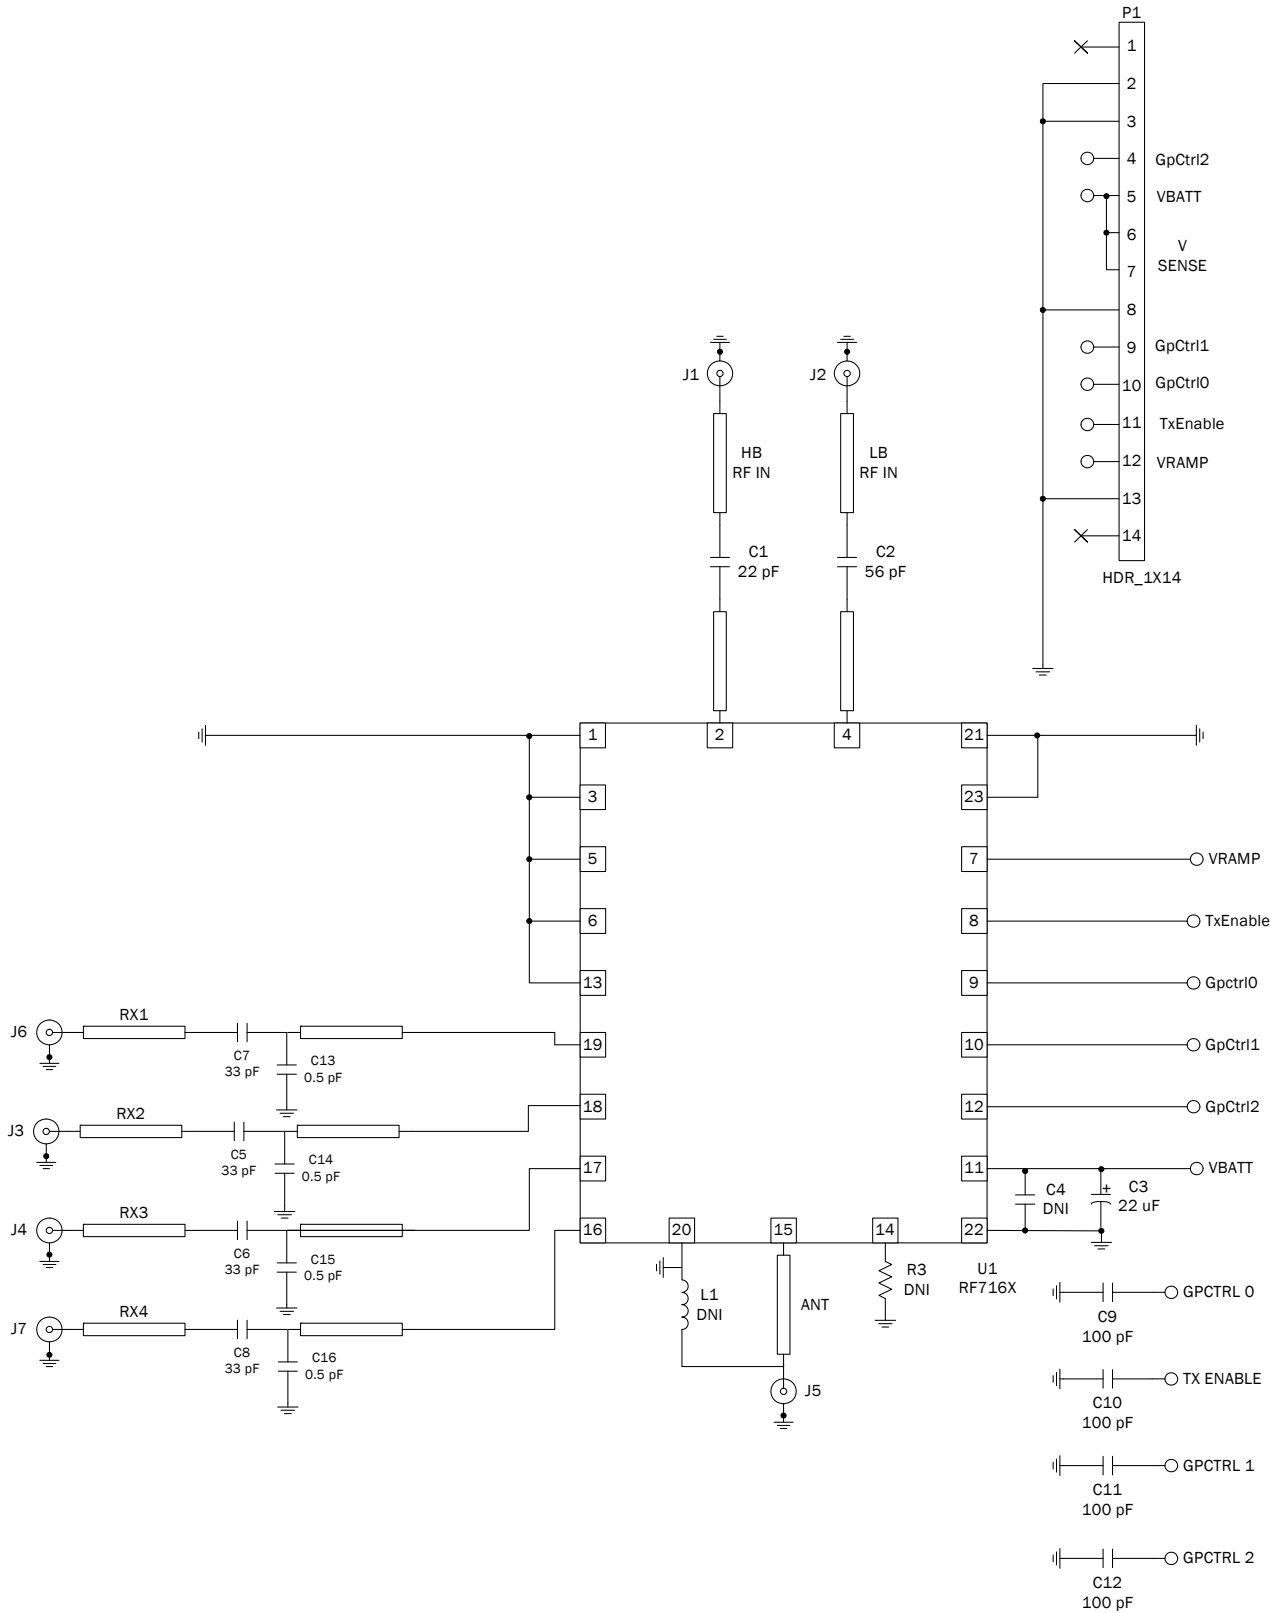 P1
1
2
3
4 GpCtrl2
5 VBATT
6
V
SENSE
7
8
9 GpCtrl1
10 GpCtrl0
11 TxEnable
12 VRAMP
13
14
HDR_1X14
J1
J2
HB
RF IN
LB
RF IN
C1
22 pF
C2
56 pF
1
2
4
21
3
23
5
7
VRAMP
6
8
TxEnable
13
9
Gpctrl0
J6
RX1
C7
33 pF
C13
0.5 pF
19
10
GpCtrl1
J3
RX2
C5
33 pF
C14
0.5 pF
18
12
GpCtrl2
17
11
VBATT
C4
DNI
+
C3
22 uF
J4
RX3
C6
33 pF
C15
0.5 pF
16
20
15
14
22
L1
DNI
ANT
R3
DNI
U1
RF716X
J7
RX4
C8
33 pF
C16
0.5 pF
J5
GPCTRL 0
C9
100 pF
TX ENABLE
C10
100 pF
GPCTRL 1
C11
100 pF
GPCTRL 2
C12
100 pF